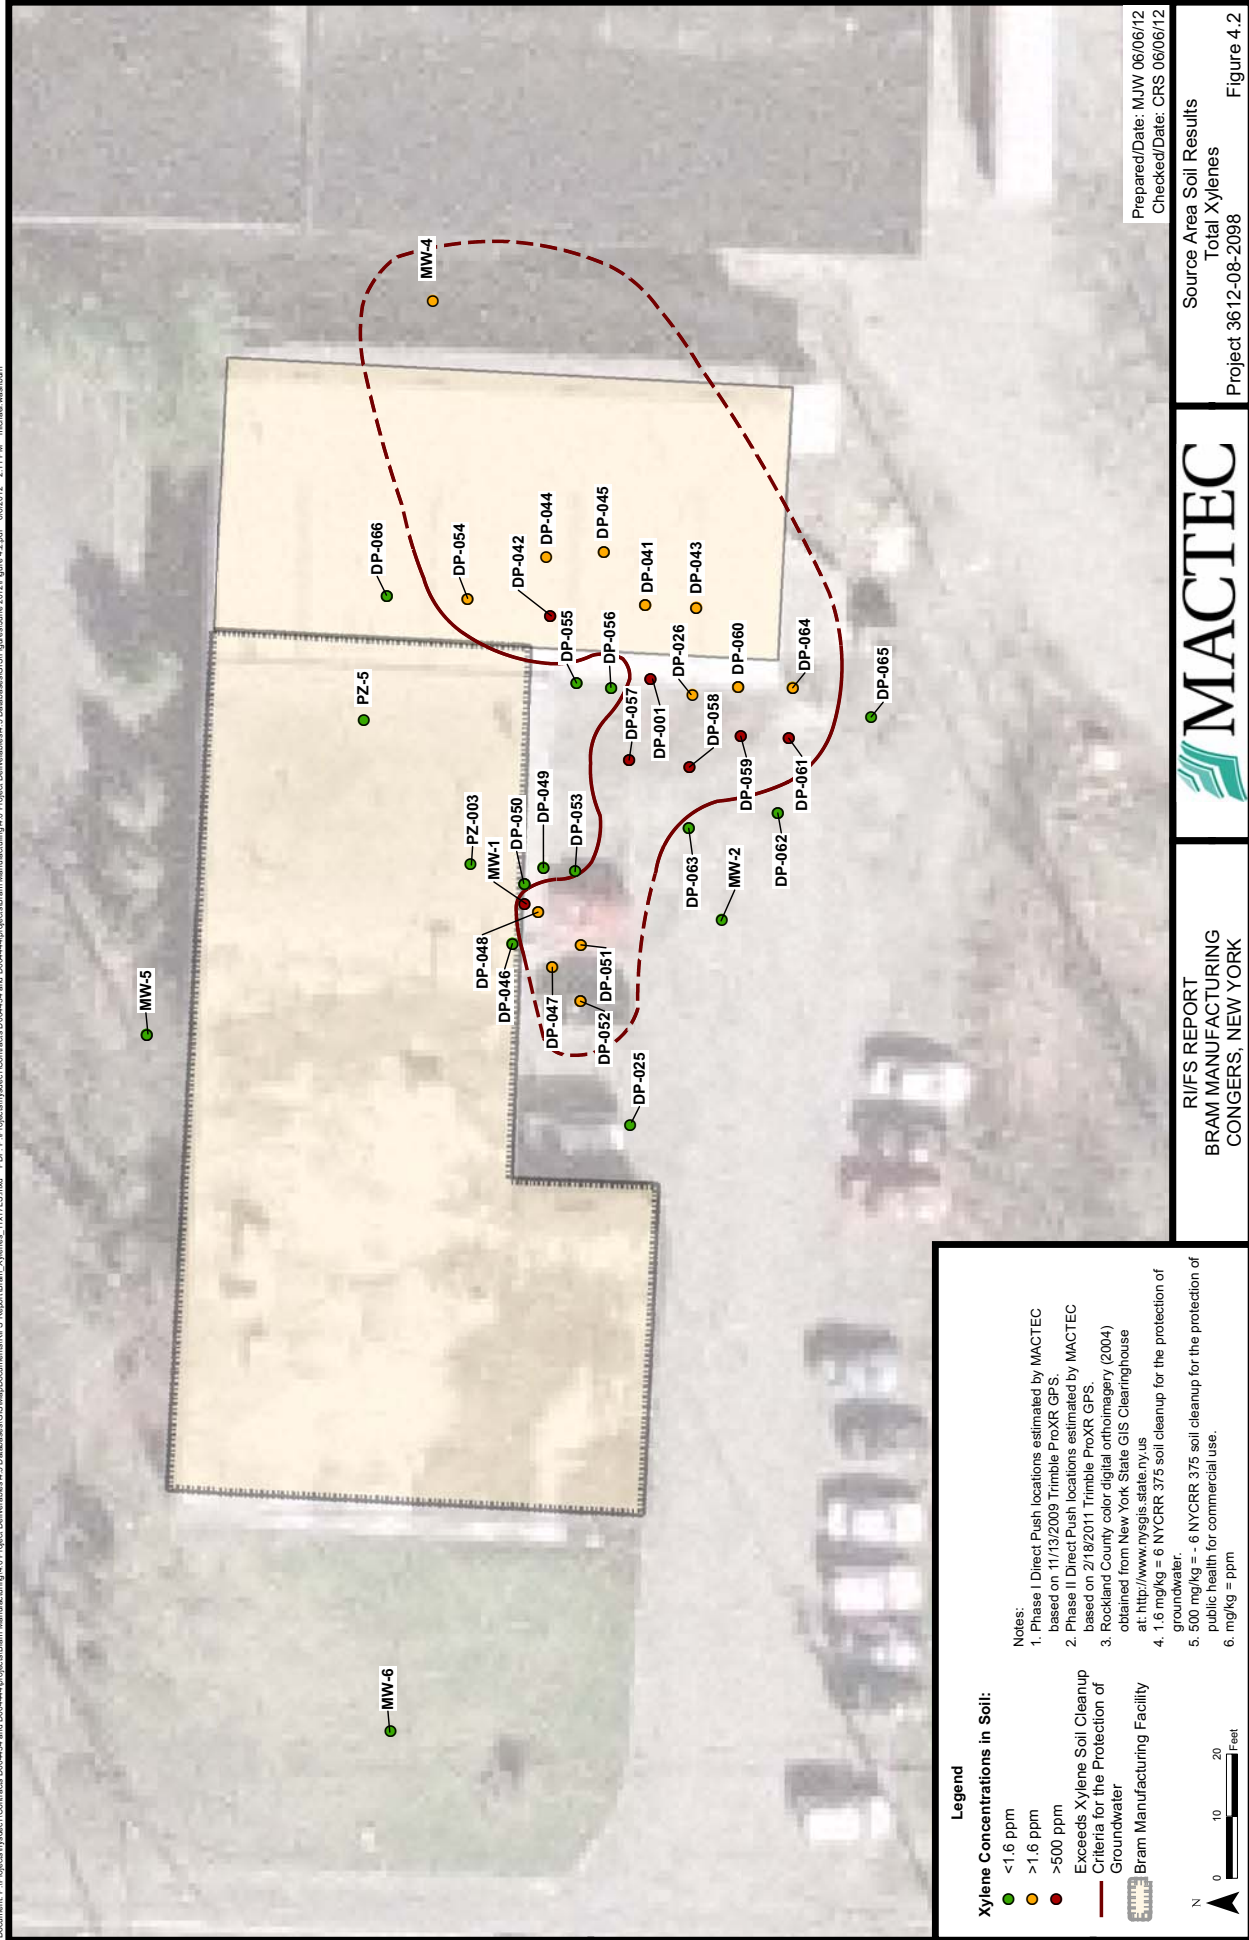 MW-5
MW-6
PZ-5
PZ-003
MW-1
DP-050
DP-049
DP-053
DP-048
DP-046
DP-047
DP-052
DP-051
DP-025
DP-066
DP-054
DP-042
DP-044
DP-045
DP-041
DP-043
DP-055
DP-056
DP-057
DP-001
DP-026
DP-058
DP-060
DP-064
DP-059
DP-061
DP-065
DP-063
MW-2
DP-062
MW-4
Legend
Xylene Concentrations in Soil:
<1.6 ppm
>1.6 ppm
>500 ppm
Exceeds Xylene Soil Cleanup
Criteria for the Protection of
Groundwater
Bram Manufacturing Facility
N
0 10 20
Feet
Notes:
1. Phase I Direct Push locations estimated by MACTEC
based on 11/13/2009 Trimble ProXR GPS.
2. Phase II Direct Push locations estimated by MACTEC
based on 2/18/2011 Trimble ProXR GPS.
3. Rockland County color digital orthoimagery (2004)
obtained from New York State GIS Clearinghouse
at: http://www.nysgis.state.ny.us
4. 1.6 mg/kg = 6 NYCRR 375 soil cleanup for the protection of
groundwater.
5. 500 mg/kg = - 6 NYCRR 375 soil cleanup for the protection of
public health for commercial use.
6. mg/kg = ppm
RI/FS REPORT
BRAM MANUFACTURING
CONGERS, NEW YORK
MACTEC
Prepared/Date: MJW 06/06/12
Checked/Date: CRS 06/06/12
Source Area Soil Results
Total Xylenes
Project 3612-08-2098 Figure 4.2